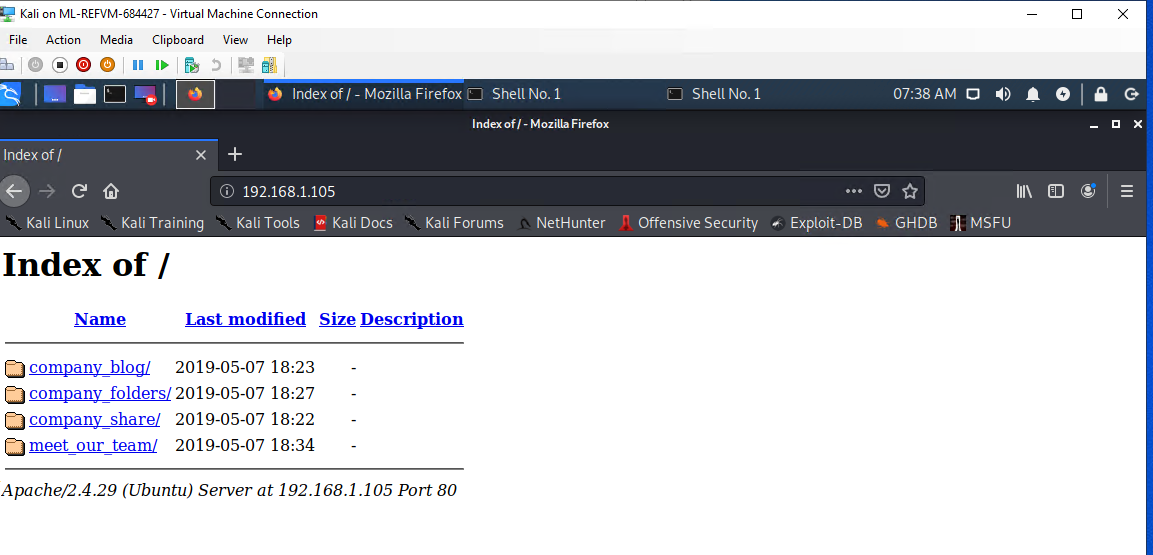 Kali on ML-REFVM-684427 - Virtual Machine Connection
File Action Media Clipboard View Help
Index of / - Mozilla Firefox Shell No. 1 Shell No. 1 07:38 AM
Index of / - Mozilla Firefox
Index of /
192.168.1.105
Kali Linux Kali Training Kali Tools Kali Docs Kali Forums NetHunter Offensive Security Exploit-DB GHDB MSFU
Index of /
Name Last modified Size Description
company_blog/ 2019-05-07 18:23 -
company_folders/ 2019-05-07 18:27 -
company_share/ 2019-05-07 18:22 -
meet_our_team/ 2019-05-07 18:34 -
Apache/2.4.29 (Ubuntu) Server at 192.168.1.105 Port 80